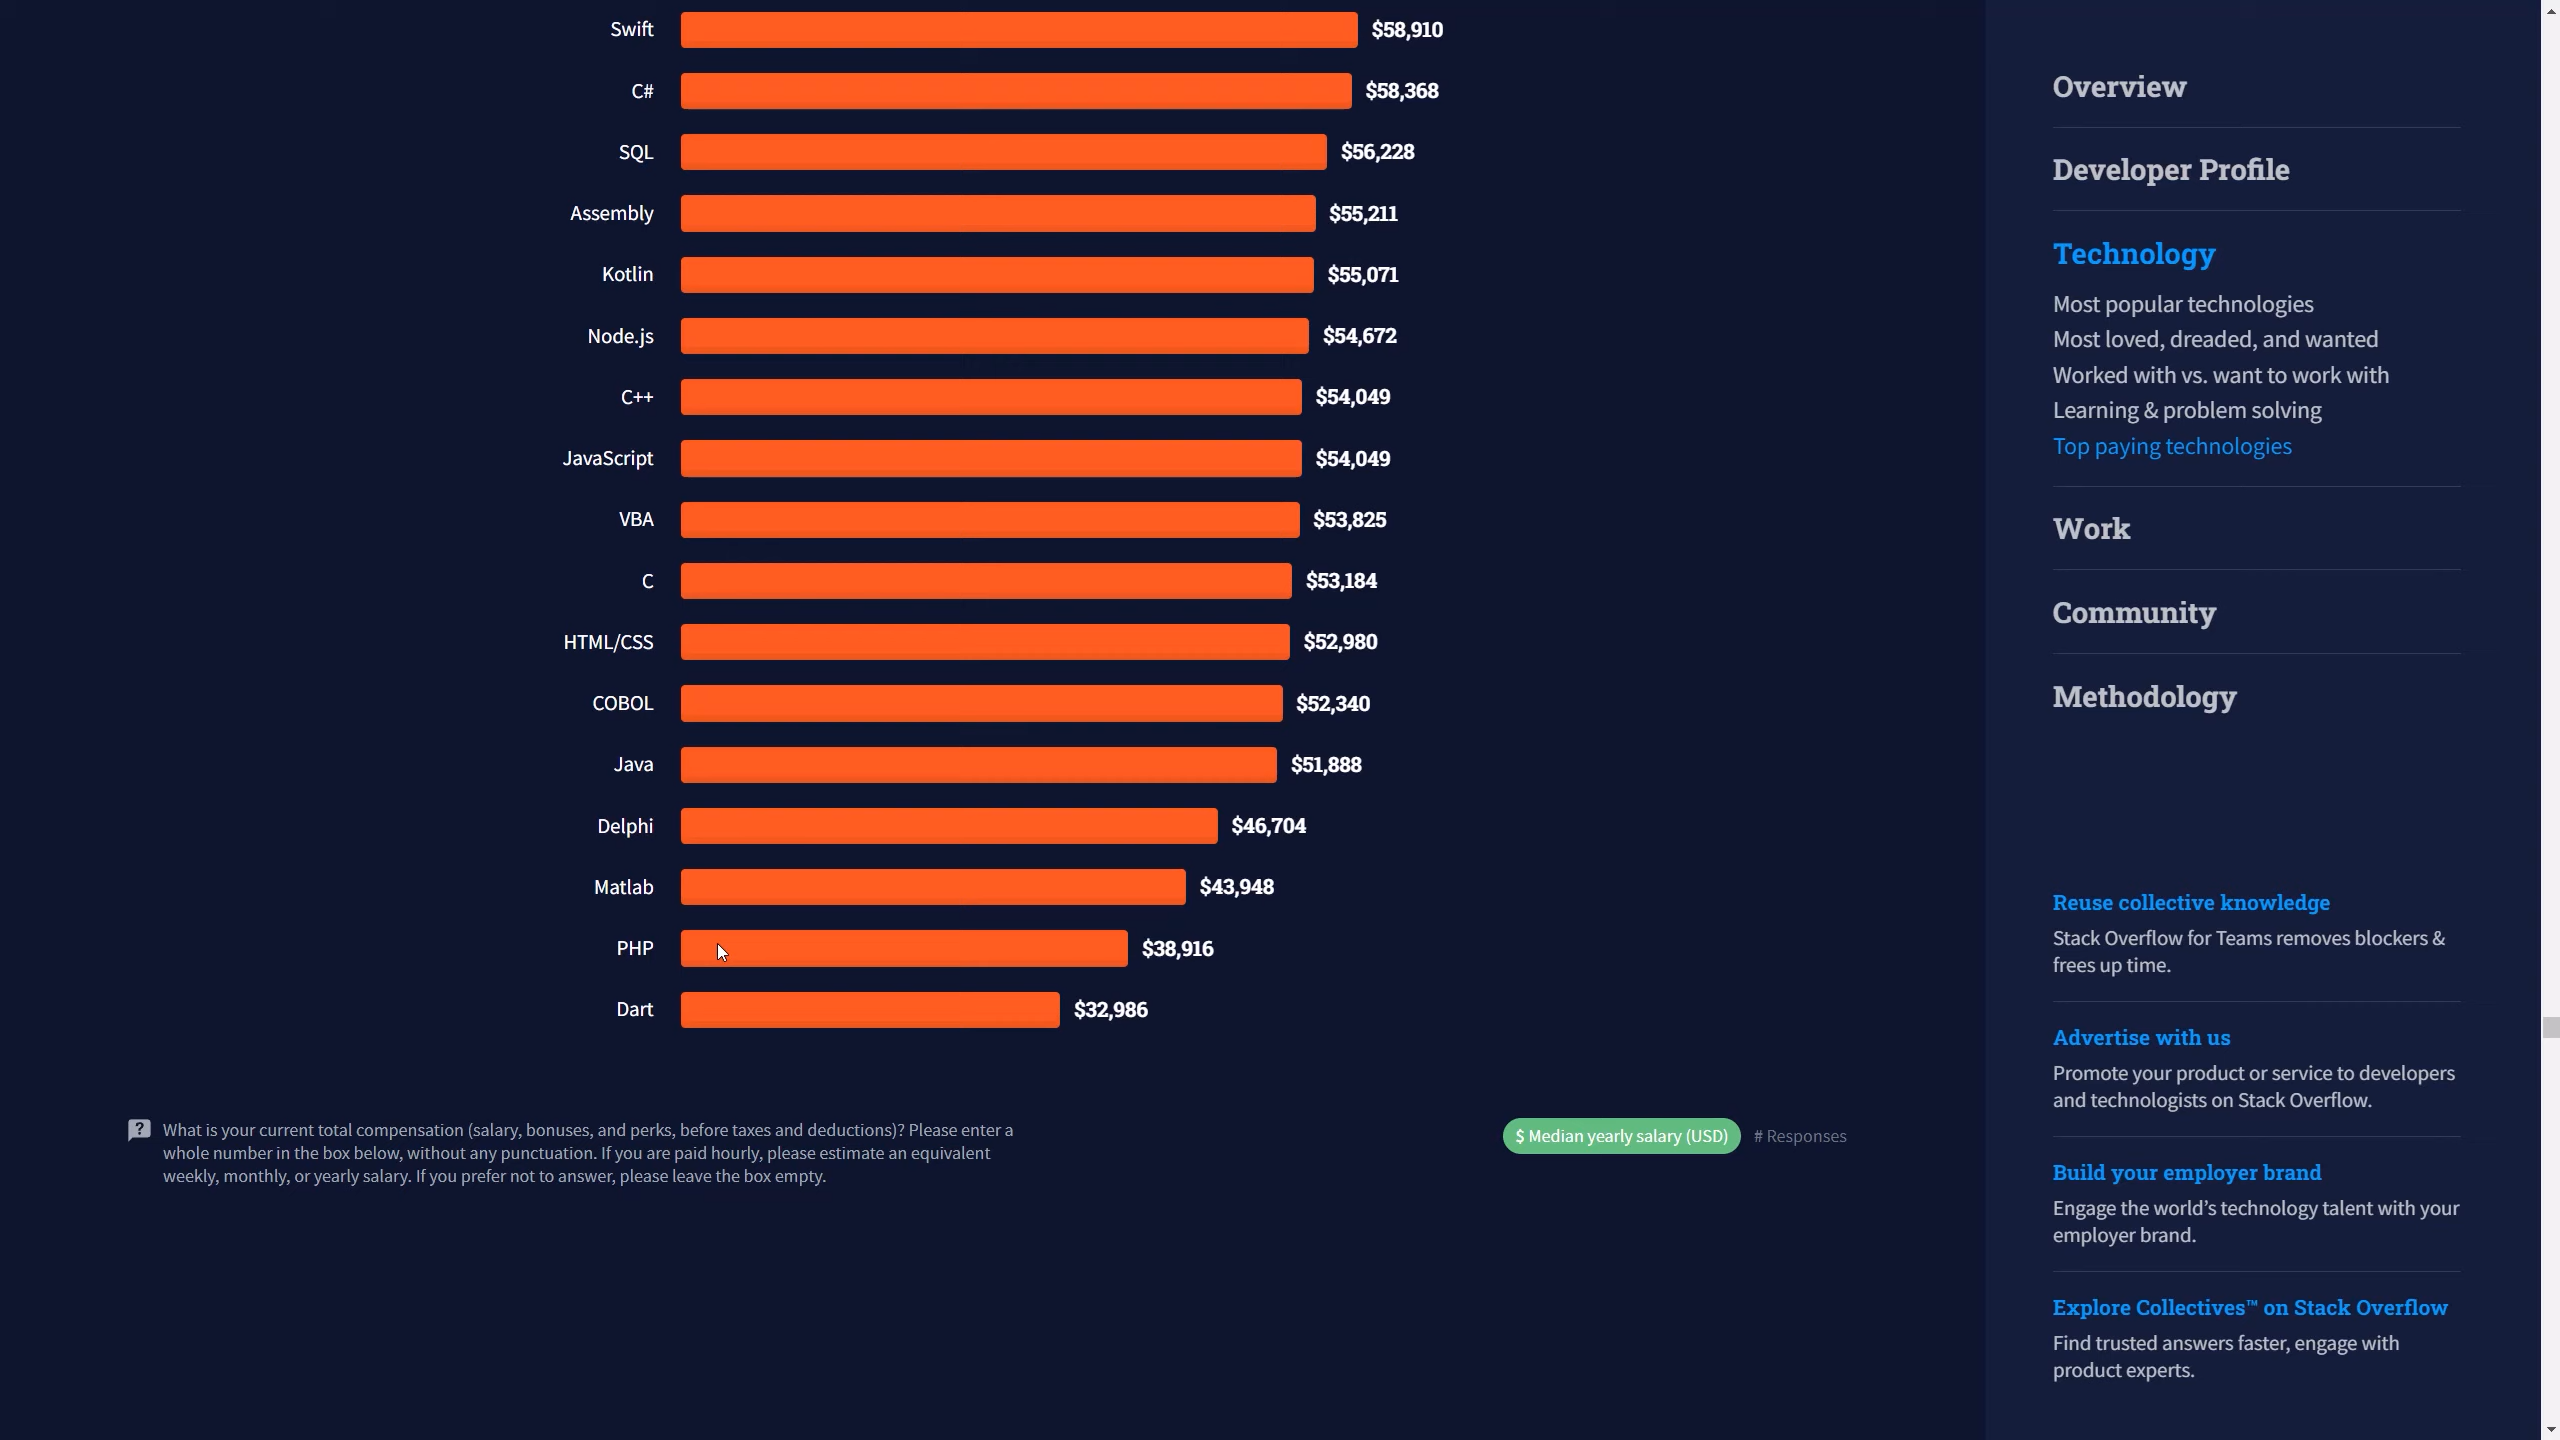 Swift $58,910
C# $58,368
SQL $56,228
Assembly $55,211
Kotlin $55,071
Node.js $54,672
C++ $54,049
JavaScript $54,049
VBA $53,825
C $53,184
HTML/CSS $52,980
COBOL $52,340
Java $51,888
Delphi $46,704
Matlab $43,948
PHP $38,916
Dart $32,986
? What is your current total compensation (salary, bonuses, and perks, before taxes and deductions)? Please enter a
whole number in the box below, without any punctuation. If you are paid hourly, please estimate an equivalent
weekly, monthly, or yearly salary. If you prefer not to answer, please leave the box empty.
$ Median yearly salary (USD) # Responses
Overview
Developer Profile
Technology
Most popular technologies
Most loved, dreaded, and wanted
Worked with vs. want to work with
Learning & problem solving
Top paying technologies
Work
Community
Methodology
Reuse collective knowledge
Stack Overflow for Teams removes blockers &
frees up time.
Advertise with us
Promote your product or service to developers
and technologists on Stack Overflow.
Build your employer brand
Engage the world’s technology talent with your
employer brand.
Explore Collectives™ on Stack Overflow
Find trusted answers faster, engage with
product experts.